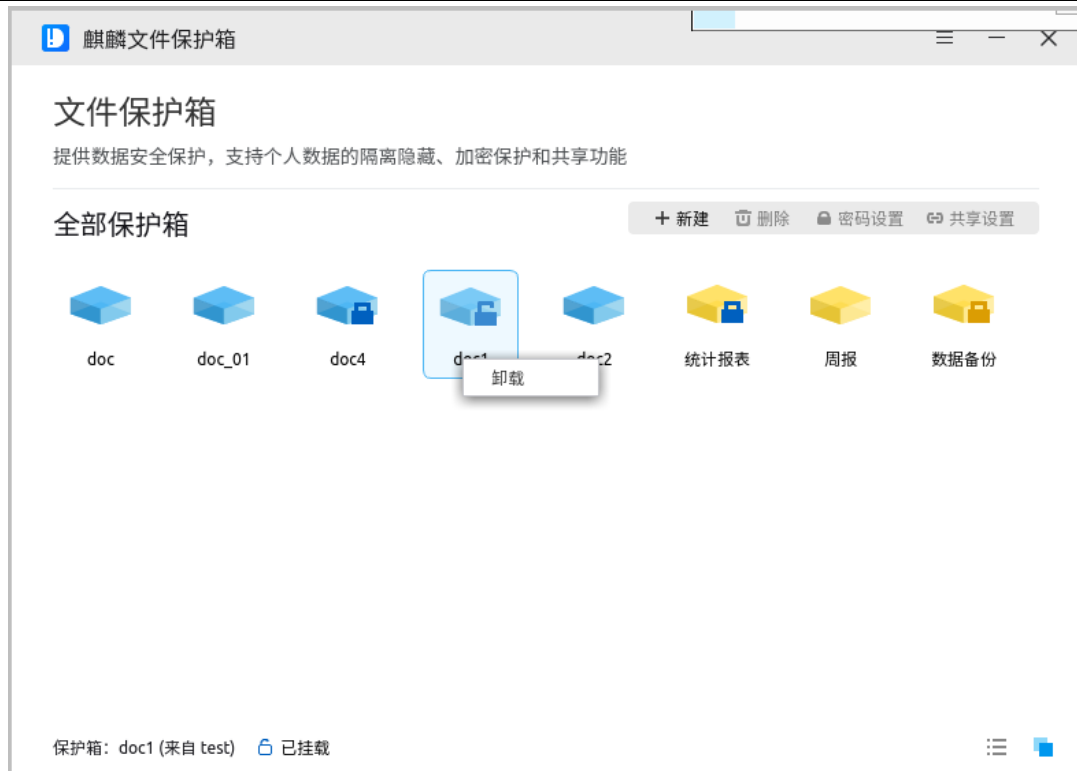 麒麟文件保护箱
文件保护箱
提供数据安全保护，支持个人数据的隔离隐藏、加密保护和共享功能
全部保护箱
新建 删除 密码设置 共享设置
doc doc_01 doc4 doc1 doc2 统计报表 周报 数据备份
卸载
保护箱：doc1 (来自 test) 已挂载